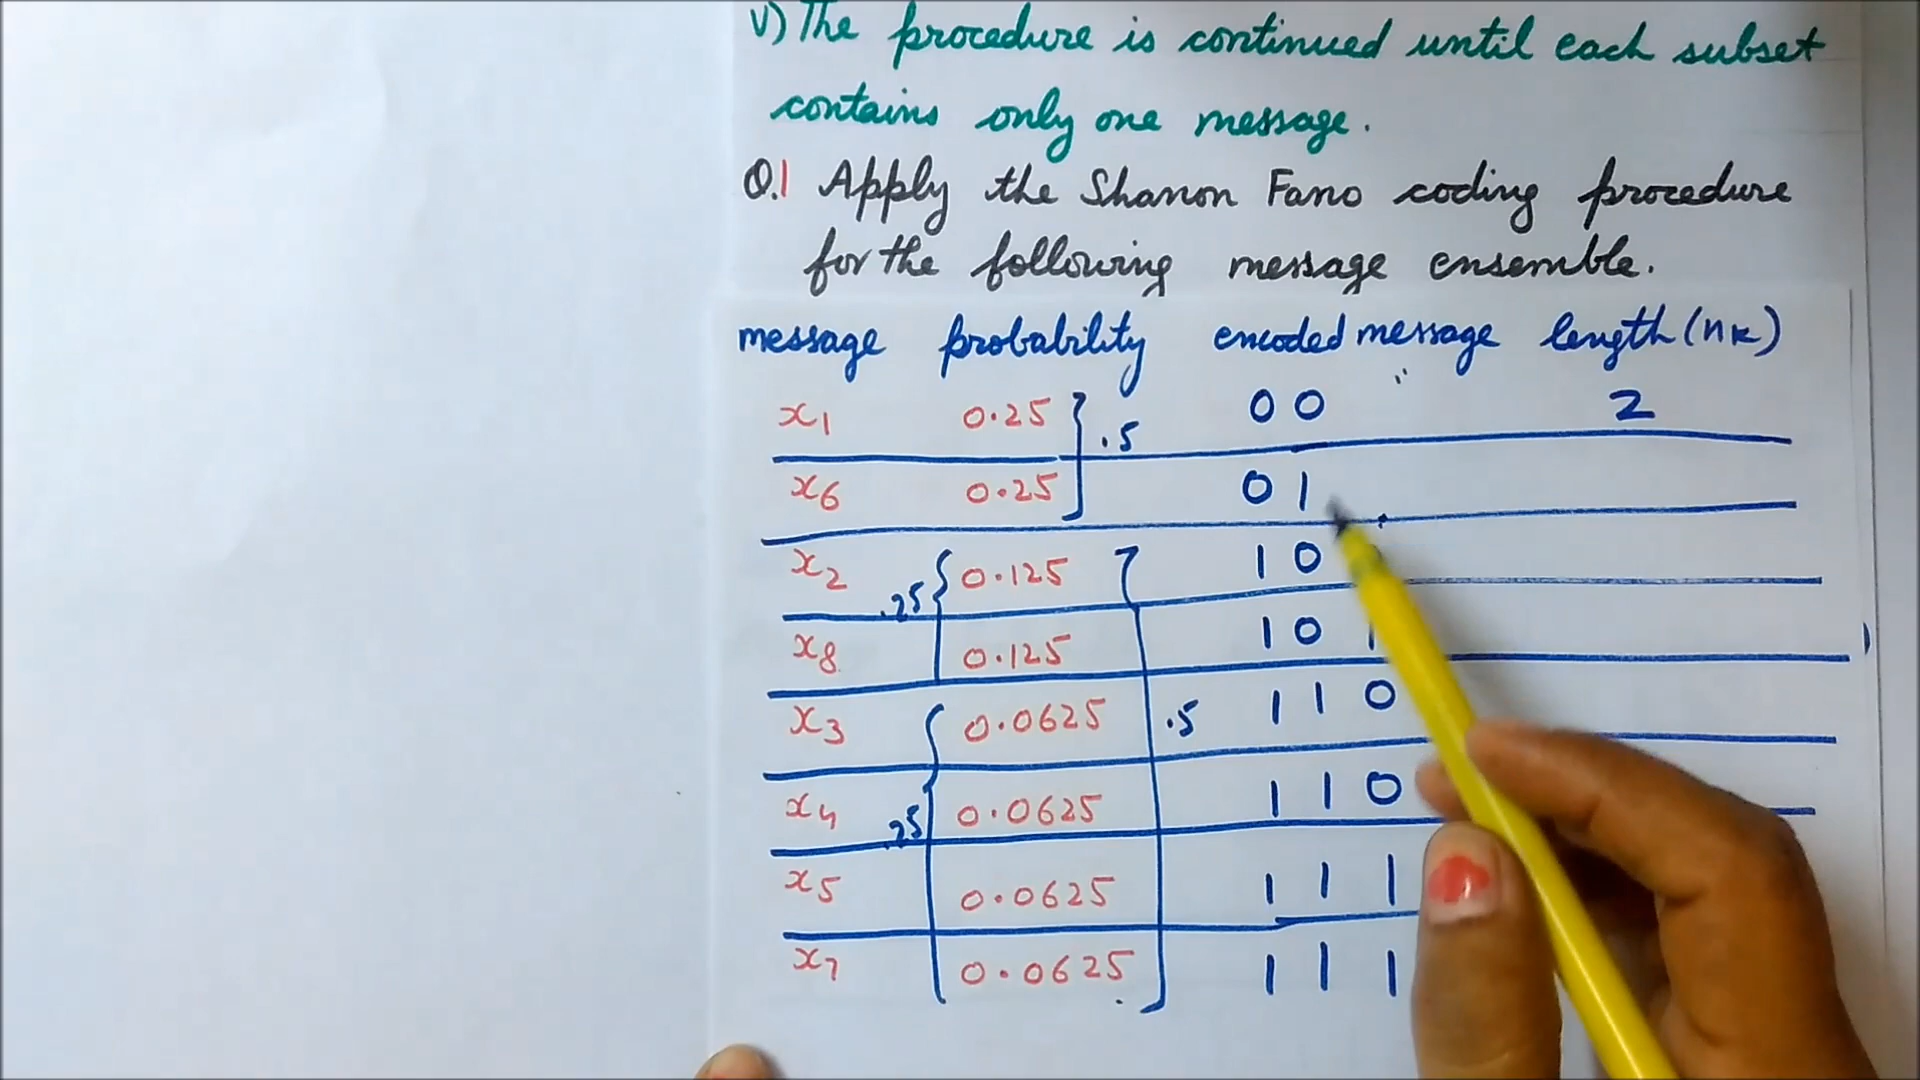 V) The procedure is continued until each subset
contains only one message.
Q.1 Apply the Shanon Fano coding procedure
for the following message ensemble.
message probability encoded message length (nk)
x1 0.25 .5 0 0 2
x6 0.25 0 1
x2 .25 0.125 1 0
x8 0.125 1 0 1
x3 0.0625 .5 1 1 0
x4 .25 0.0625 1 1 0
x5 0.0625 1 1 1
x7 0.0625 1 1 1